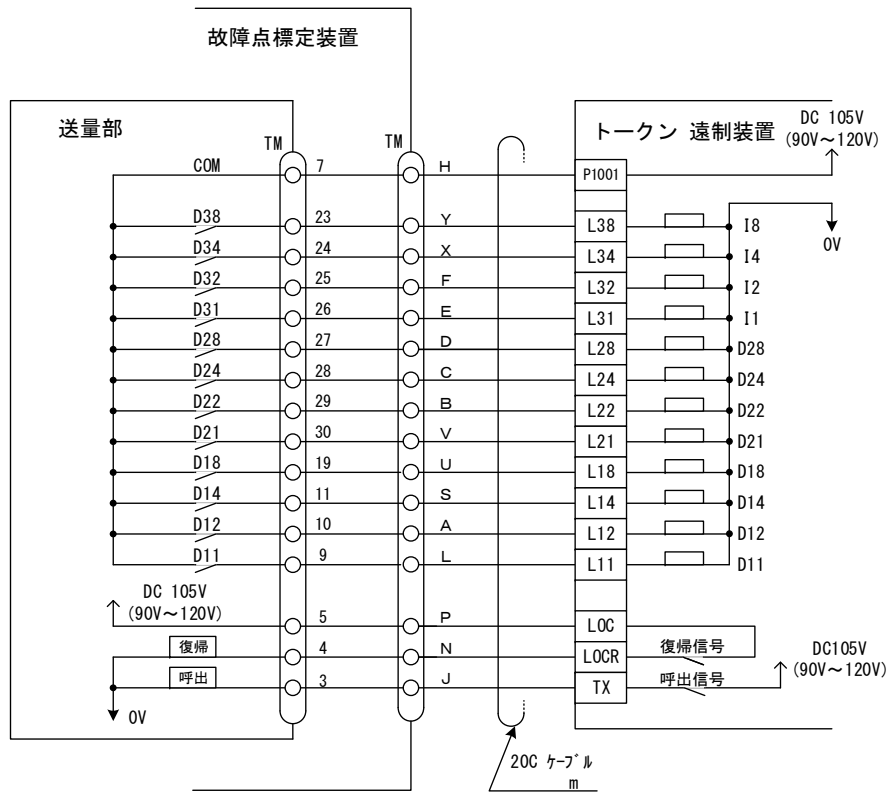 故障点標定装置
送量部
TM
TM
トークン 遠制装置
DC 105V
(90V～120V)
COM 7 H P1001
D38 23 Y L38 I8
0V
D34 24 X L34 I4
D32 25 F L32 I2
D31 26 E L31 I1
D28 27 D L28 D28
D24 28 C L24 D24
D22 29 B L22 D22
D21 30 V L21 D21
D18 19 U L18 D18
D14 11 S L14 D14
D12 10 A L12 D12
D11 9 L L11 D11
DC 105V
(90V～120V)
5 P LOC
復帰 4 N LOCR 復帰信号
DC105V
(90V～120V)
呼出 3 J TX 呼出信号
0V
20C ｹｰﾌﾞﾙ
m